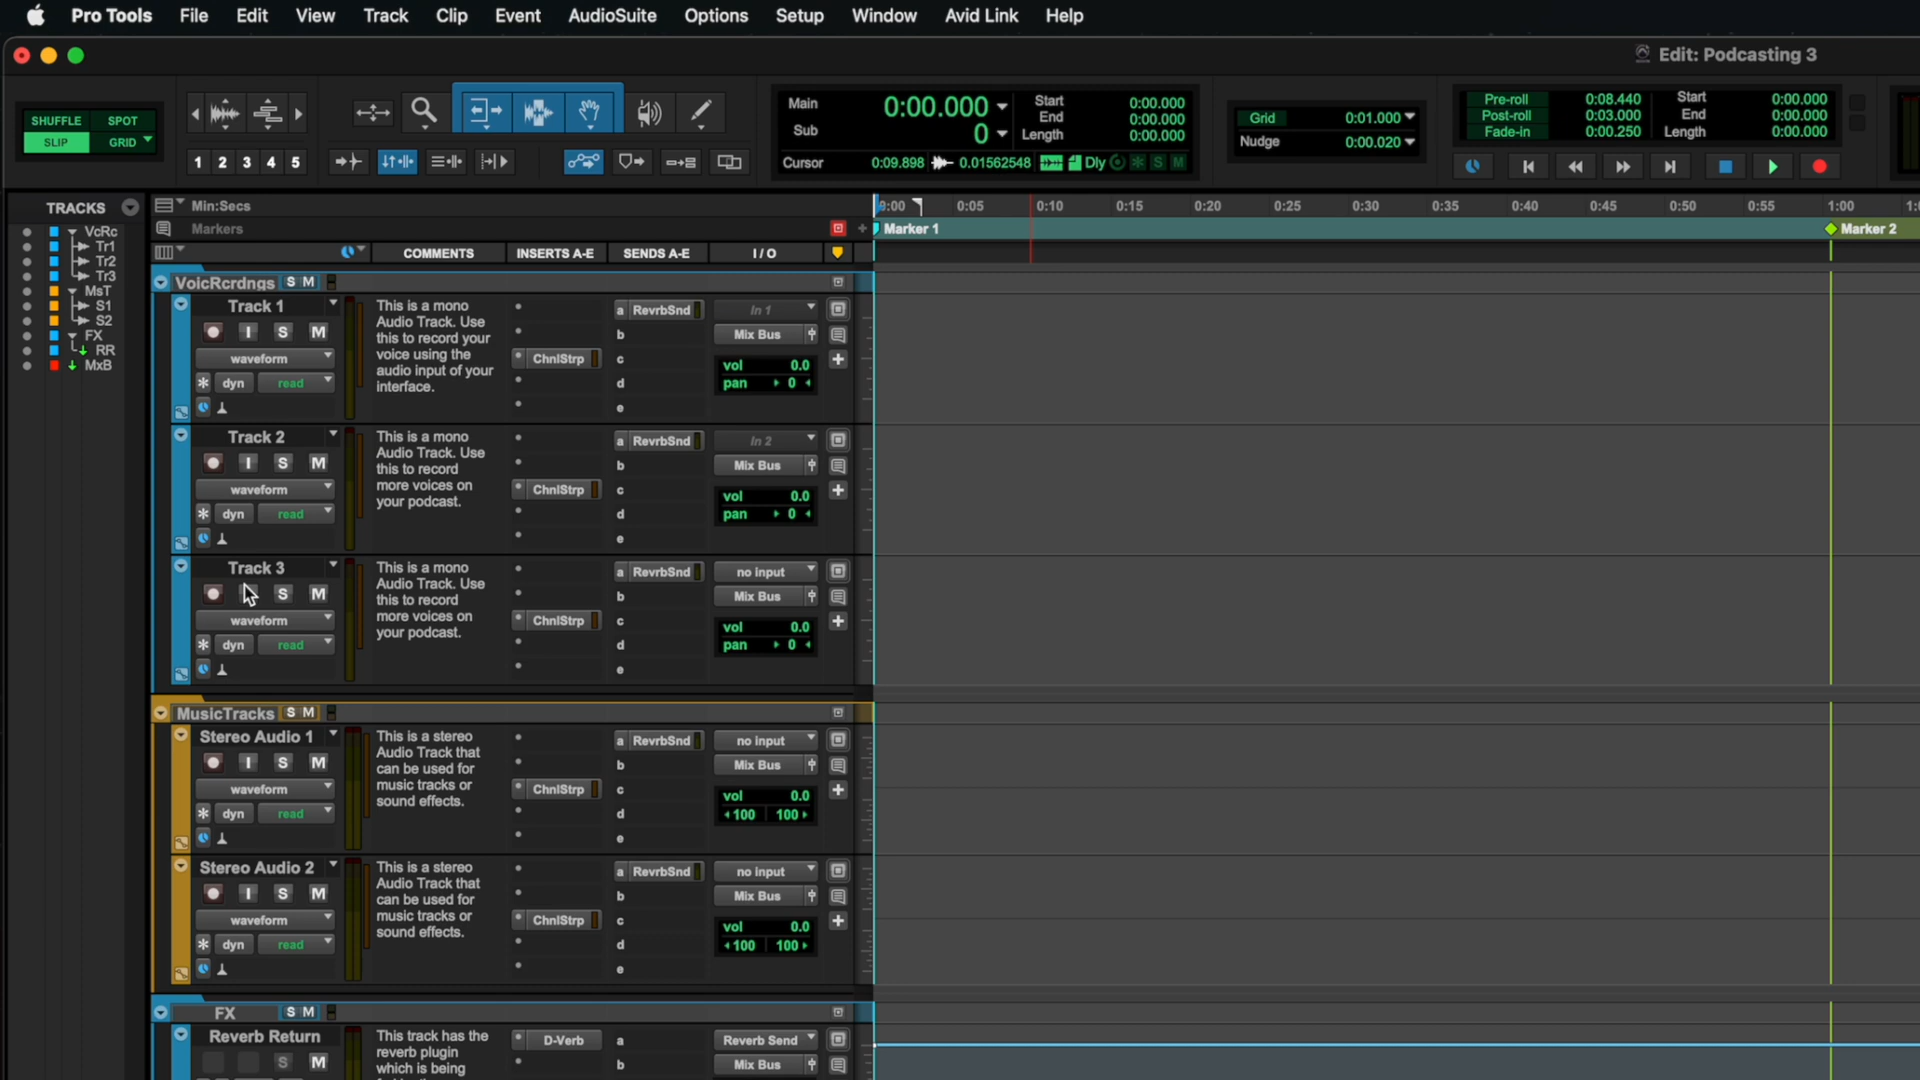 Pro Tools File Edit View Track Clip Event AudioSuite Options Setup Window Avid Link Help
Edit: Podcasting 3
SHUFFLE SPOT
SLIP GRID
1 2 3 4 5
Main 0:00.000
Sub 0
Start 0:00.000
End 0:00.000
Length 0:00.000
Cursor 0:09.898 0.01562548 Dly S M
Grid 0:01.000
Nudge 0:00.020
Pre-roll 0:08.440
Post-roll 0:03.000
Fade-in 0:00.250
Start 0:00.000
End 0:00.000
Length 0:00.000
TRACKS
VcRc
Tr1
Tr2
Tr3
MsT
S1
S2
FX
RR
MxB
Min:Secs
0:00 0:05 0:10 0:15 0:20 0:25 0:30 0:35 0:40 0:45 0:50 0:55 1:00
Markers
Marker 1 Marker 2
COMMENTS INSERTS A-E SENDS A-E I / O
VoicRcrdngs S M
Track 1
I S M
waveform
dyn read
This is a mono
Audio Track. Use
this to record your
voice using the
audio input of your
interface.
ChnlStrp
a RevrbSnd
b
c
d
e
In 1
Mix Bus
vol 0.0
pan 0
Track 2
I S M
waveform
dyn read
This is a mono
Audio Track. Use
this to record
more voices on
your podcast.
ChnlStrp
a RevrbSnd
b
c
d
e
In 2
Mix Bus
vol 0.0
pan 0
Track 3
S M
waveform
dyn read
This is a mono
Audio Track. Use
this to record
more voices on
your podcast.
ChnlStrp
a RevrbSnd
b
c
d
e
no input
Mix Bus
vol 0.0
pan 0
MusicTracks S M
Stereo Audio 1
I S M
waveform
dyn read
This is a stereo
Audio Track that
can be used for
music tracks or
sound effects.
ChnlStrp
a RevrbSnd
b
c
d
e
no input
Mix Bus
vol 0.0
100 100
Stereo Audio 2
I S M
waveform
dyn read
This is a stereo
Audio Track that
can be used for
music tracks or
sound effects.
ChnlStrp
a RevrbSnd
b
c
d
e
no input
Mix Bus
vol 0.0
100 100
FX S M
Reverb Return
S M
This track has the
reverb plugin
which is being
D-Verb
a
b
Reverb Send
Mix Bus